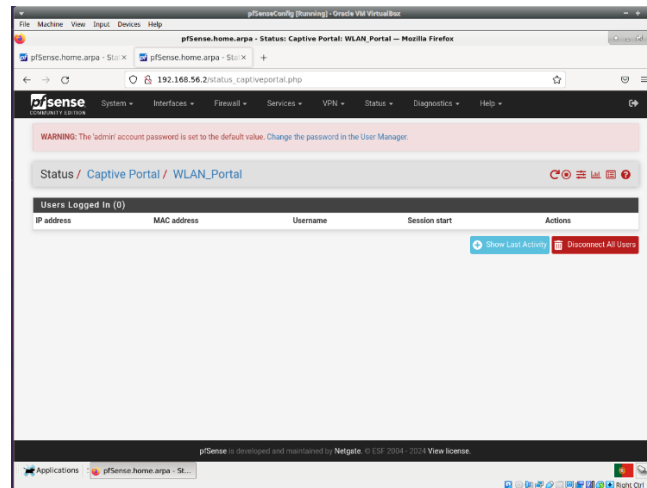 pfSenseConfig [Running] - Oracle VM VirtualBox
File Machine View Input Devices Help
pfSense.home.arpa - Status: Captive Portal: WLAN_Portal — Mozilla Firefox
pfSense.home.arpa - Sta × pfSense.home.arpa - Sta × +
192.168.56.2/status_captiveportal.php
pfsense System Interfaces Firewall Services VPN Status Diagnostics Help
COMMUNITY EDITION
WARNING: The 'admin' account password is set to the default value. Change the password in the User Manager.
Status / Captive Portal / WLAN_Portal
Users Logged In (0)
IP address MAC address Username Session start Actions
Show Last Activity Disconnect All Users
pfSense is developed and maintained by Netgate. © ESF 2004 - 2024 View license.
Applications pfSense.home.arpa - St...
Right Ctrl